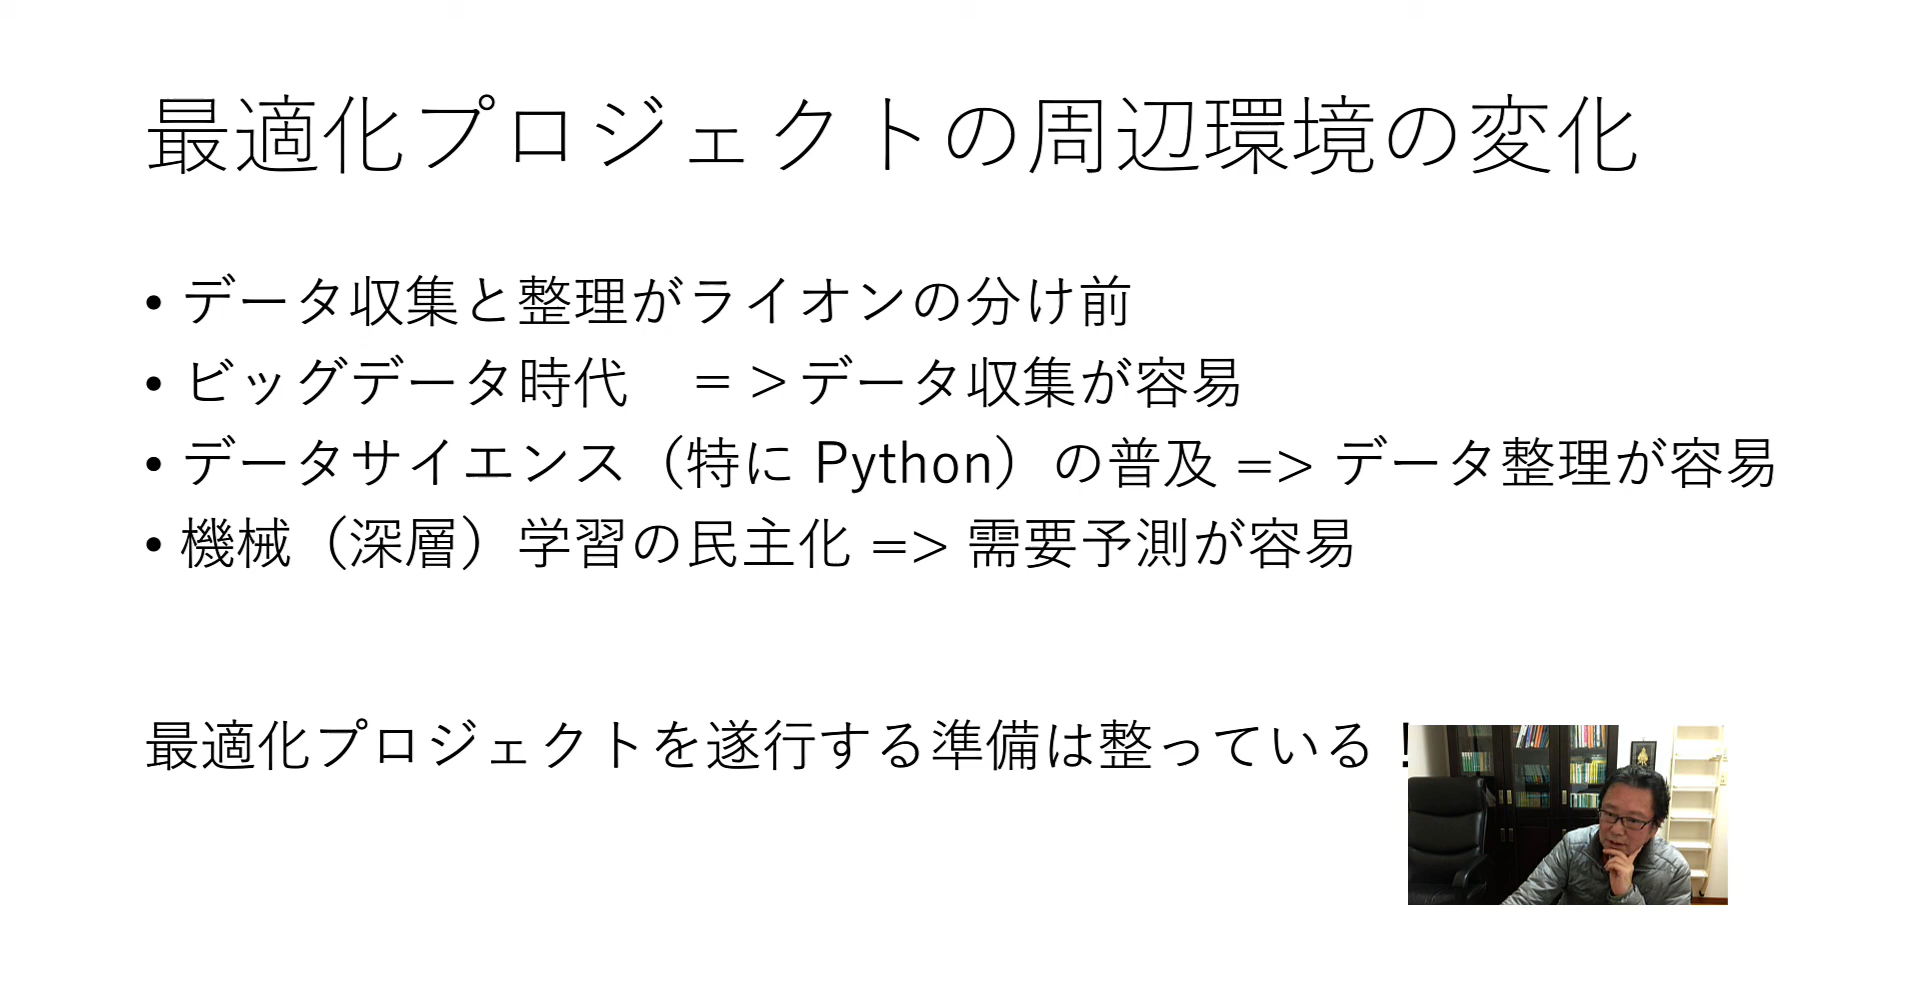 最適化プロジェクトの周辺環境の変化
• データ収集と整理がライオンの分け前
• ビッグデータ時代　＝＞データ収集が容易
• データサイエンス（特に Python）の普及 => データ整理が容易
• 機械（深層）学習の民主化 => 需要予測が容易
最適化プロジェクトを遂行する準備は整っている！